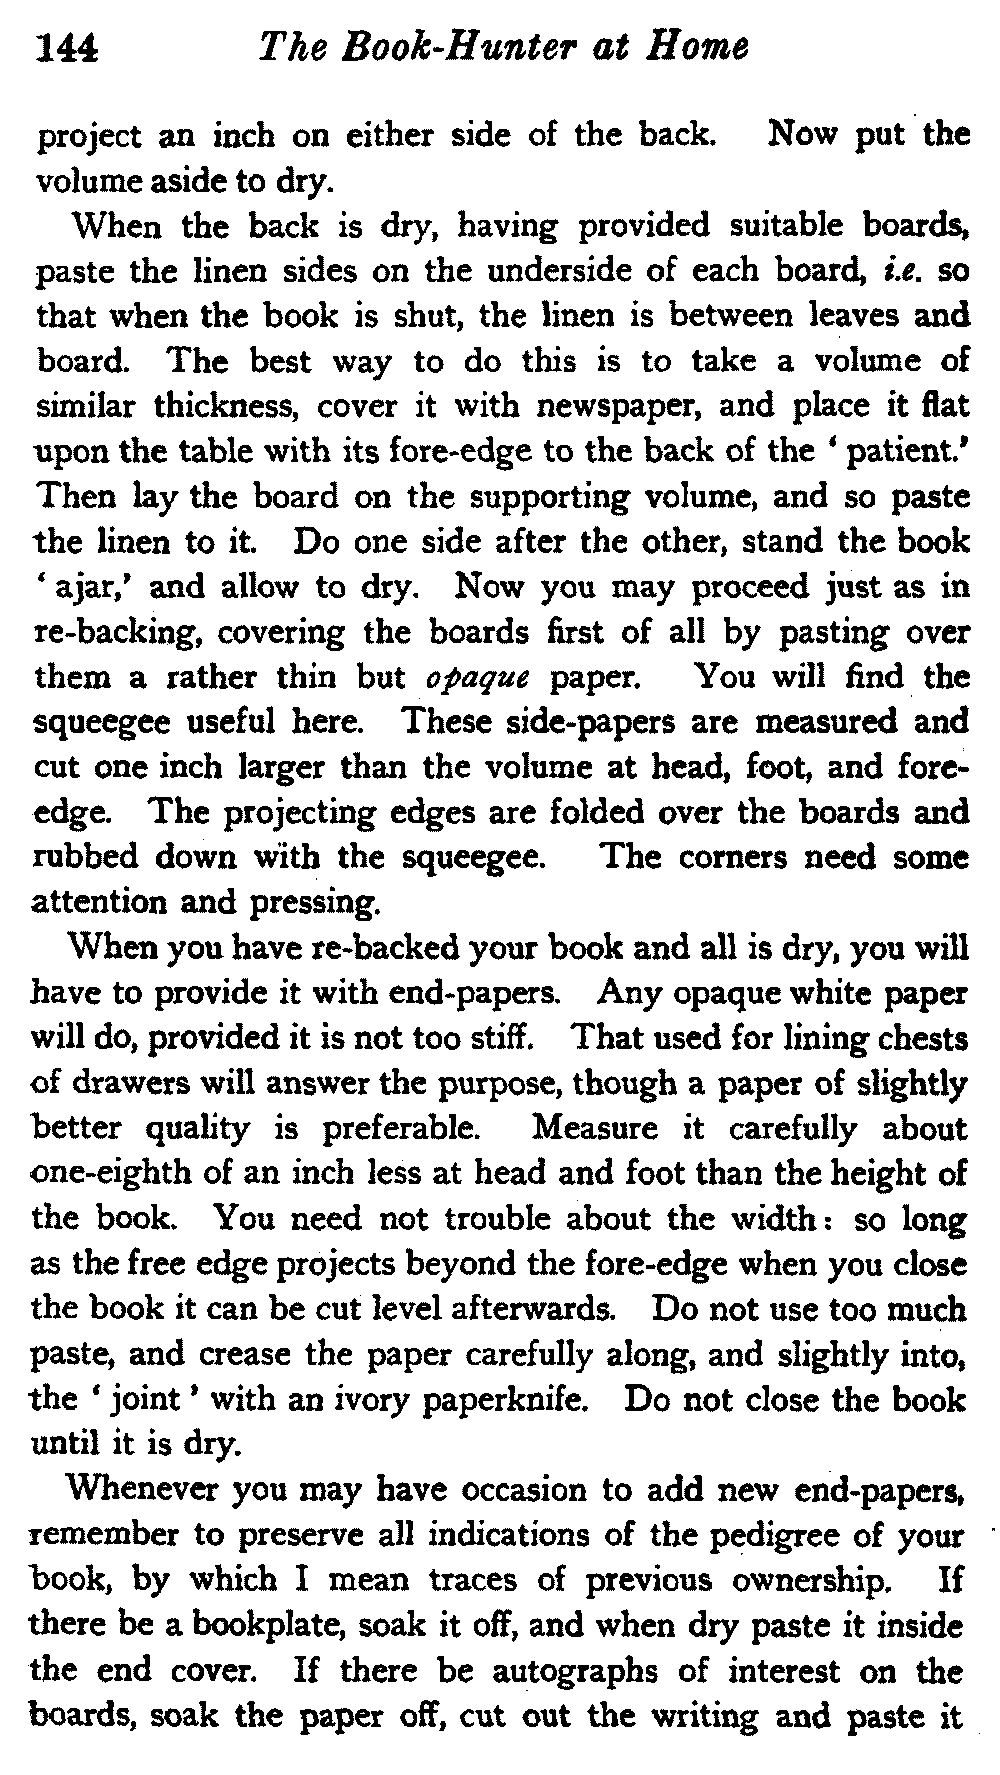 144 The Book-Hunter at Home
project an inch on either side of the back. Now put the
volume aside to dry.
When the back is dry, having provided suitable boards,
paste the linen sides on the underside of each board, i.e. so
that when the book is shut, the linen is between leaves and
board. The best way to do this is to take a volume of
similar thickness, cover it with newspaper, and place it flat
upon the table with its fore-edge to the back of the ‘ patient.’
Then lay the board on the supporting volume, and so paste
the linen to it. Do one side after the other, stand the book
‘ ajar,’ and allow to dry. Now you may proceed just as in
re-backing, covering the boards first of all by pasting over
them a rather thin but opaque paper. You will find the
squeegee useful here. These side-papers are measured and
cut one inch larger than the volume at head, foot, and fore-
edge. The projecting edges are folded over the boards and
rubbed down with the squeegee. The corners need some
attention and pressing.
When you have re-backed your book and all is dry, you will
have to provide it with end-papers. Any opaque white paper
will do, provided it is not too stiff. That used for lining chests
of drawers will answer the purpose, though a paper of slightly
better quality is preferable. Measure it carefully about
one-eighth of an inch less at head and foot than the height of
the book. You need not trouble about the width: so long
as the free edge projects beyond the fore-edge when you close
the book it can be cut level afterwards. Do not use too much
paste, and crease the paper carefully along, and slightly into,
the ‘ joint ’ with an ivory paperknife. Do not close the book
until it is dry.
Whenever you may have occasion to add new end-papers,
remember to preserve all indications of the pedigree of your
book, by which I mean traces of previous ownership. If
there be a bookplate, soak it off, and when dry paste it inside
the end cover. If there be autographs of interest on the
boards, soak the paper off, cut out the writing and paste it